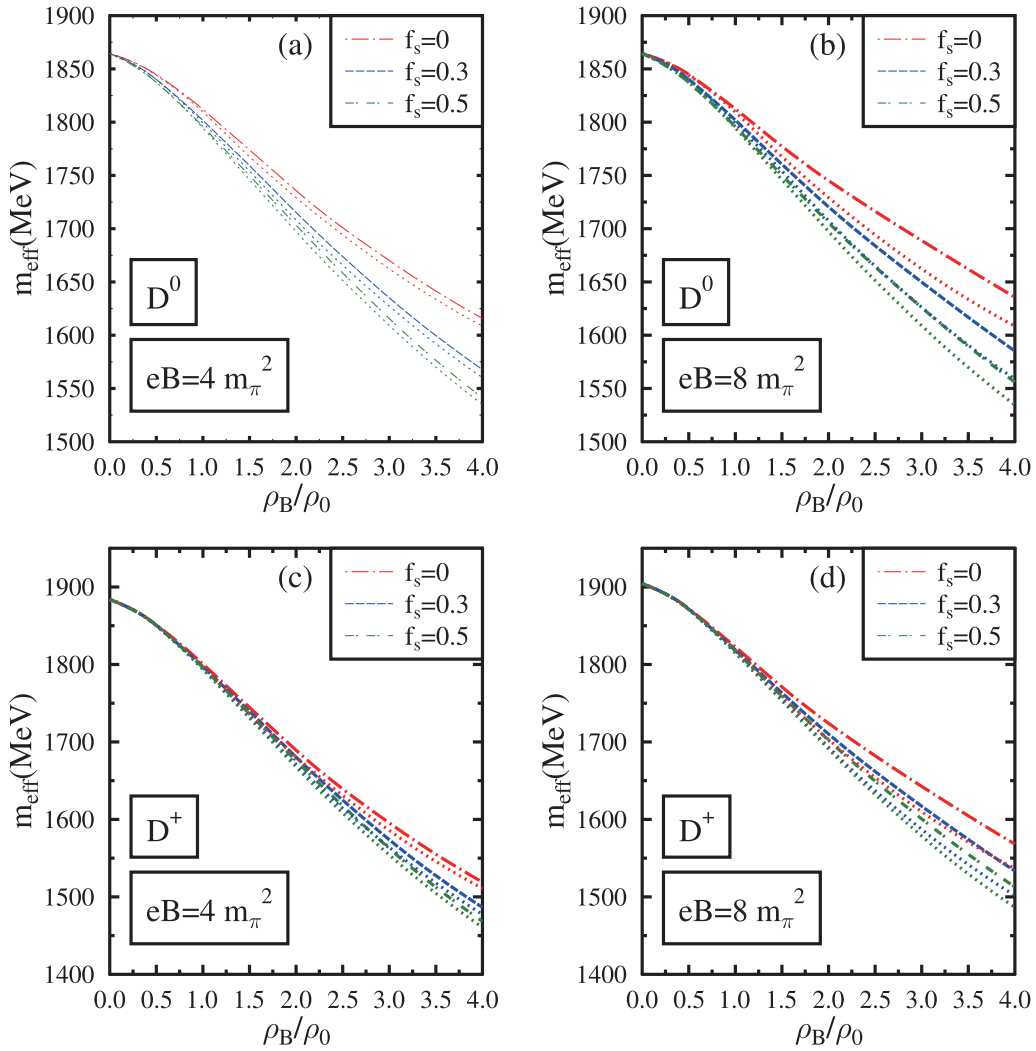 1900
1850
1800
1750
1700
1650
1600
1550
1500
m_eff(MeV)
(a)
f_s=0
f_s=0.3
f_s=0.5
D^0
eB=4 m_π^2
0.0 0.5 1.0 1.5 2.0 2.5 3.0 3.5 4.0
ρ_B/ρ_0
1900
1850
1800
1750
1700
1650
1600
1550
1500
m_eff(MeV)
(b)
f_s=0
f_s=0.3
f_s=0.5
D^0
eB=8 m_π^2
0.0 0.5 1.0 1.5 2.0 2.5 3.0 3.5 4.0
ρ_B/ρ_0
1900
1800
1700
1600
1500
1400
m_eff(MeV)
(c)
f_s=0
f_s=0.3
f_s=0.5
D^+
eB=4 m_π^2
0.0 0.5 1.0 1.5 2.0 2.5 3.0 3.5 4.0
ρ_B/ρ_0
1900
1800
1700
1600
1500
1400
m_eff(MeV)
(d)
f_s=0
f_s=0.3
f_s=0.5
D^+
eB=8 m_π^2
0.0 0.5 1.0 1.5 2.0 2.5 3.0 3.5 4.0
ρ_B/ρ_0